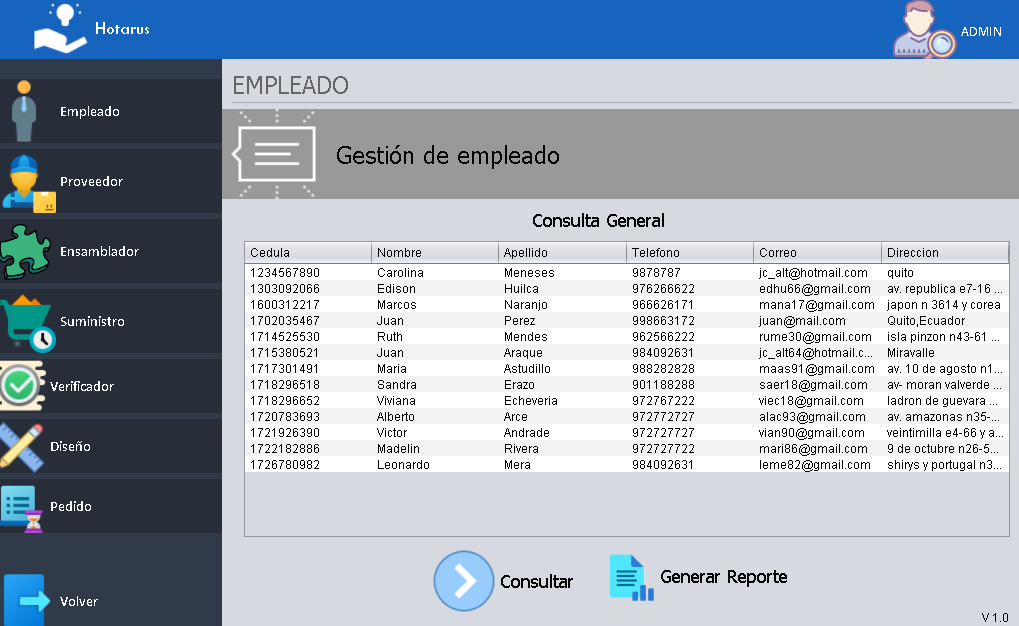 Hotarus
ADMIN
Empleado
Proveedor
Ensamblador
Suministro
Verificador
Diseño
Pedido
Volver
EMPLEADO
Gestión de empleado
Consulta General
Cedula Nombre Apellido Telefono Correo Direccion
1234567890 Carolina Meneses 9878787 jc_alt@hotmail.com quito
1303092066 Edison Huilca 976266622 edhu66@gmail.com av. republica e7-16 ...
1600312217 Marcos Naranjo 966626171 mana17@gmail.com japon n 3614 y corea
1702035467 Juan Perez 998663172 juan@mail.com Quito,Ecuador
1714525530 Ruth Mendes 962566222 rume30@gmail.com isla pinzon n43-61 ...
1715380521 Juan Araque 984092631 jc_alt64@hotmail.c... Miravalle
1717301491 Maria Astudillo 988282828 maas91@gmail.com av. 10 de agosto n1...
1718296518 Sandra Erazo 901188288 saer18@gmail.com av- moran valverde ...
1718296652 Viviana Echeveria 972767222 viec18@gmail.com ladron de guevara ...
1720783693 Alberto Arce 972772727 alac93@gmail.com av. amazonas n35-...
1721926390 Victor Andrade 972727727 vian90@gmail.com veintimilla e4-66 y a...
1722182886 Madelin Rivera 972727722 mari86@gmail.com 9 de octubre n26-5...
1726780982 Leonardo Mera 984092631 leme82@gmail.com shirys y portugal n3...
Consultar
Generar Reporte
V 1.0